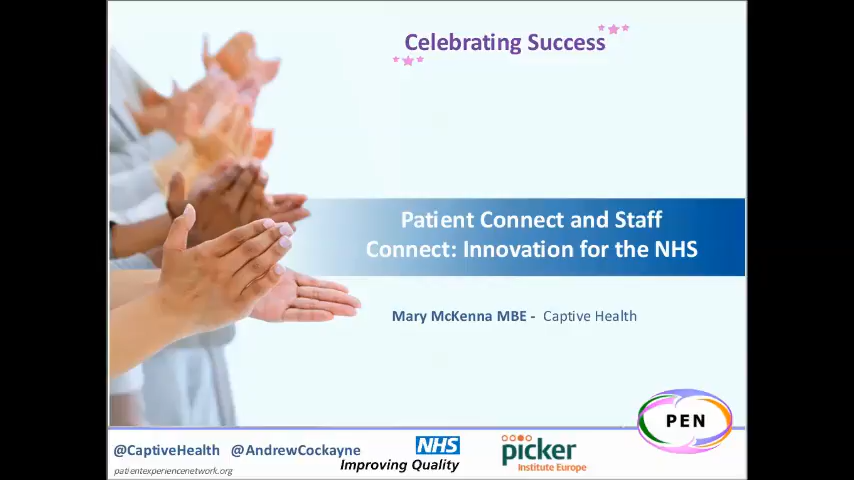 Celebrating Success
Patient Connect and Staff
Connect: Innovation for the NHS
Mary McKenna MBE - Captive Health
PEN
@CaptiveHealth @AndrewCockayne
NHS
Improving Quality
picker
Institute Europe
patientexperiencenetwork.org